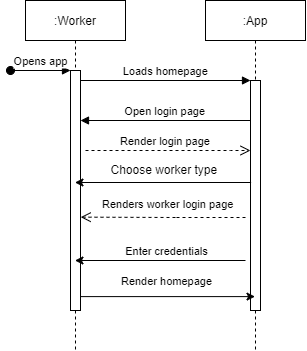 :Worker
:App
Opens app
Loads homepage
Open login page
Render login page
Choose worker type
Renders worker login page
Enter credentials
Render homepage